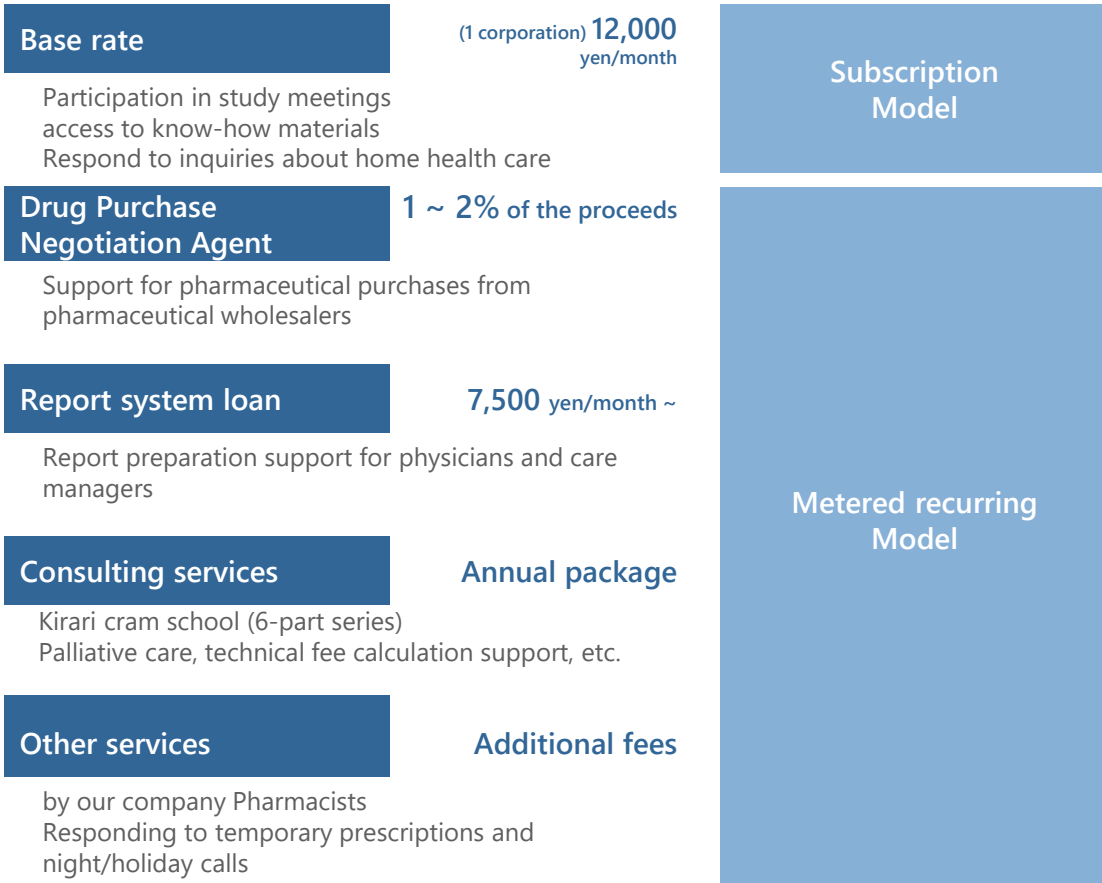 Base rate
(1 corporation) 12,000
yen/month
Participation in study meetings
access to know-how materials
Respond to inquiries about home health care
Subscription
Model
Drug Purchase
Negotiation Agent
1 ~ 2% of the proceeds
Support for pharmaceutical purchases from
pharmaceutical wholesalers
Report system loan
7,500 yen/month ~
Report preparation support for physicians and care
managers
Metered recurring
Model
Consulting services
Annual package
Kirari cram school (6-part series)
Palliative care, technical fee calculation support, etc.
Other services
Additional fees
by our company Pharmacists
Responding to temporary prescriptions and
night/holiday calls